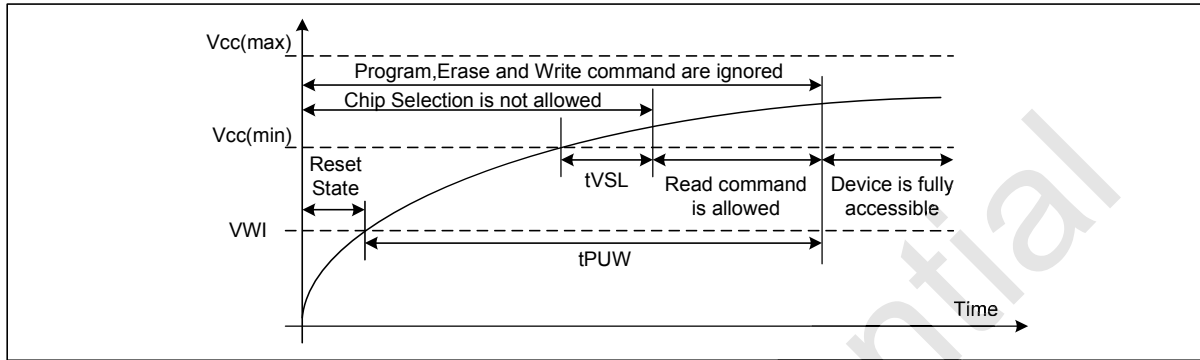 Vcc(max)
Program,Erase and Write command are ignored
Chip Selection is not allowed
Vcc(min)
Reset
State
tVSL
Read command
is allowed
Device is fully
accessible
VWI
tPUW
Time
ential